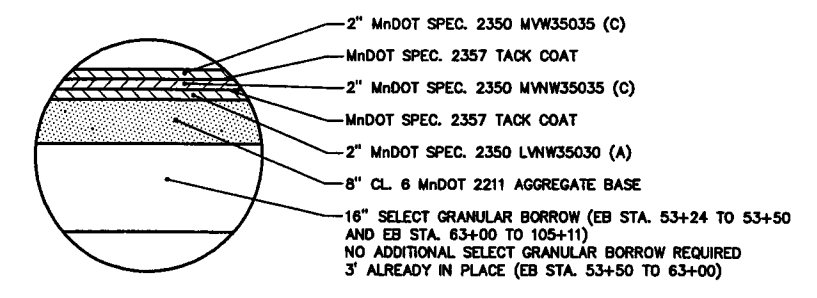 2" MnDOT SPEC. 2350 MVW35035 (C)
MnDOT SPEC. 2357 TACK COAT
2" MnDOT SPEC. 2350 MVNW35035 (C)
MnDOT SPEC. 2357 TACK COAT
2" MnDOT SPEC. 2350 LVNW35030 (A)
8" CL. 6 MnDOT 2211 AGGREGATE BASE
16" SELECT GRANULAR BORROW (EB STA. 53+24 TO 53+50
AND EB STA. 63+00 TO 105+11)
NO ADDITIONAL SELECT GRANULAR BORROW REQUIRED
3' ALREADY IN PLACE (EB STA. 53+50 TO 63+00)